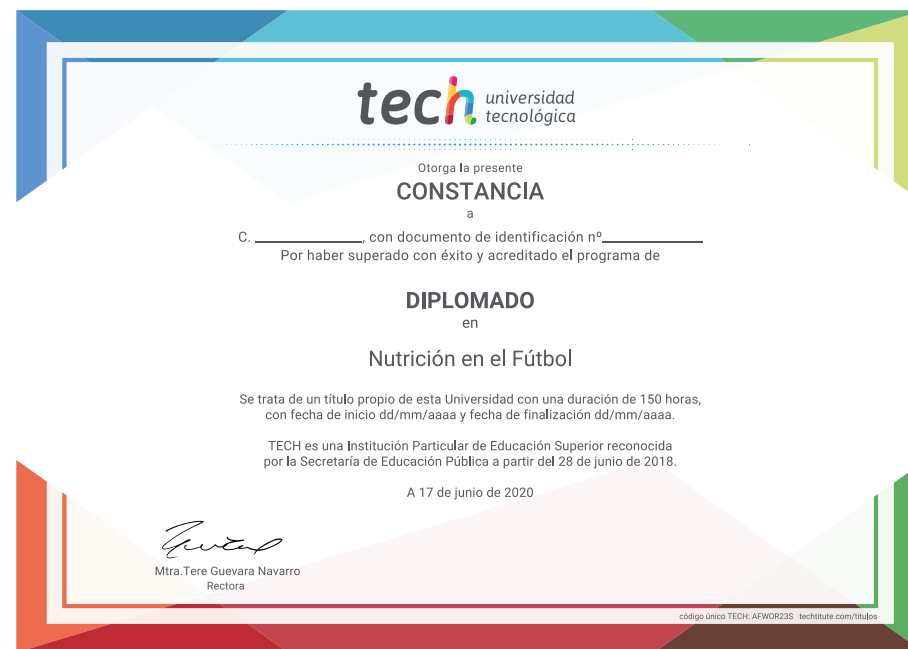 tech universidad
tecnológica
Otorga la presente
CONSTANCIA
a
C. ____________, con documento de identificación nº____________
Por haber superado con éxito y acreditado el programa de
DIPLOMADO
en
Nutrición en el Fútbol
Se trata de un título propio de esta Universidad con una duración de 150 horas,
con fecha de inicio dd/mm/aaaa y fecha de finalización dd/mm/aaaa.
TECH es una Institución Particular de Educación Superior reconocida
por la Secretaría de Educación Pública a partir del 28 de junio de 2018.
A 17 de junio de 2020
Mtra.Tere Guevara Navarro
Rectora
código único TECH: AFWOR23S techtitute.com/titulos